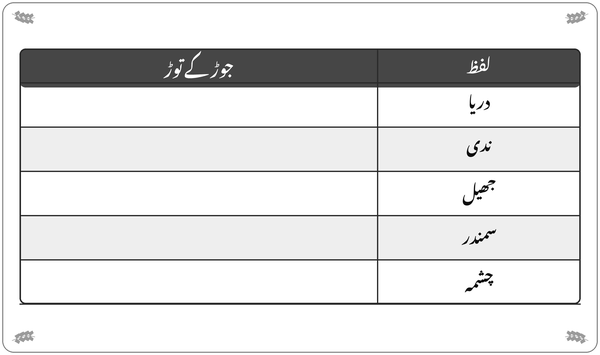 لفظ جوڑ کے توڑ
دریا
ندی
جھیل
سمندر
چشمہ